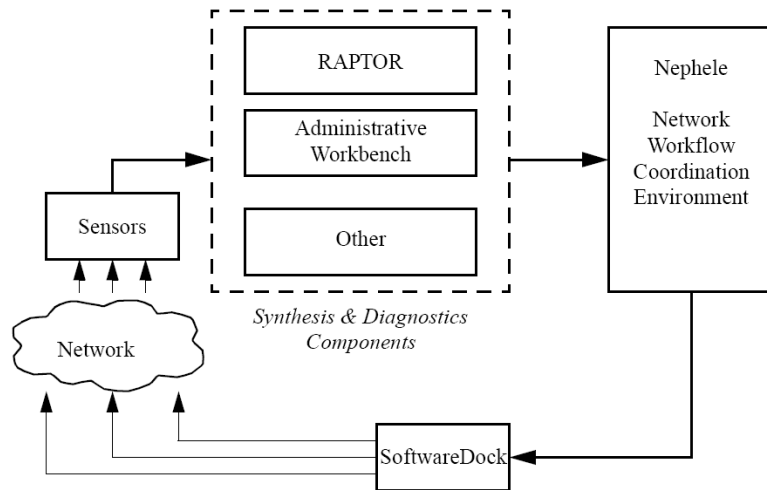 RAPTOR
Administrative
Workbench
Other
Synthesis & Diagnostics
Components
Nephele
Network
Workflow
Coordination
Environment
Sensors
Network
SoftwareDock